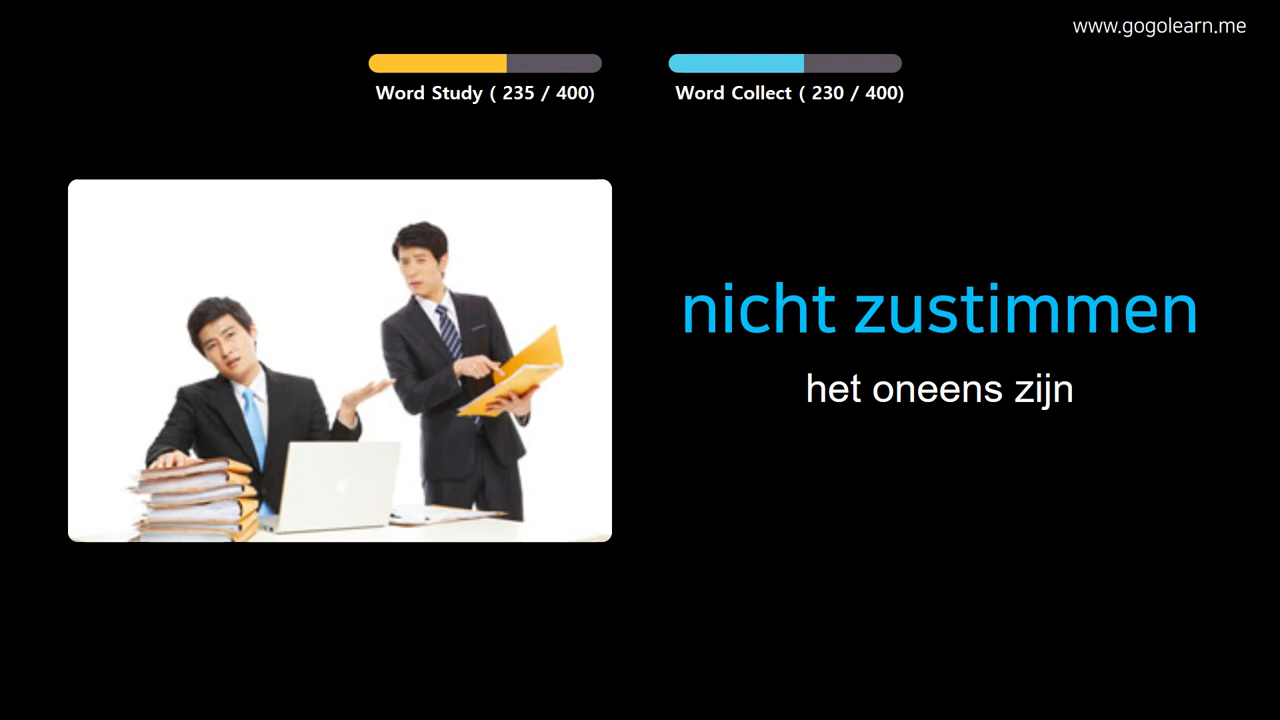 www.gogolearn.me
Word Study ( 235 / 400)
Word Collect ( 230 / 400)
nicht zustimmen
het oneens zijn